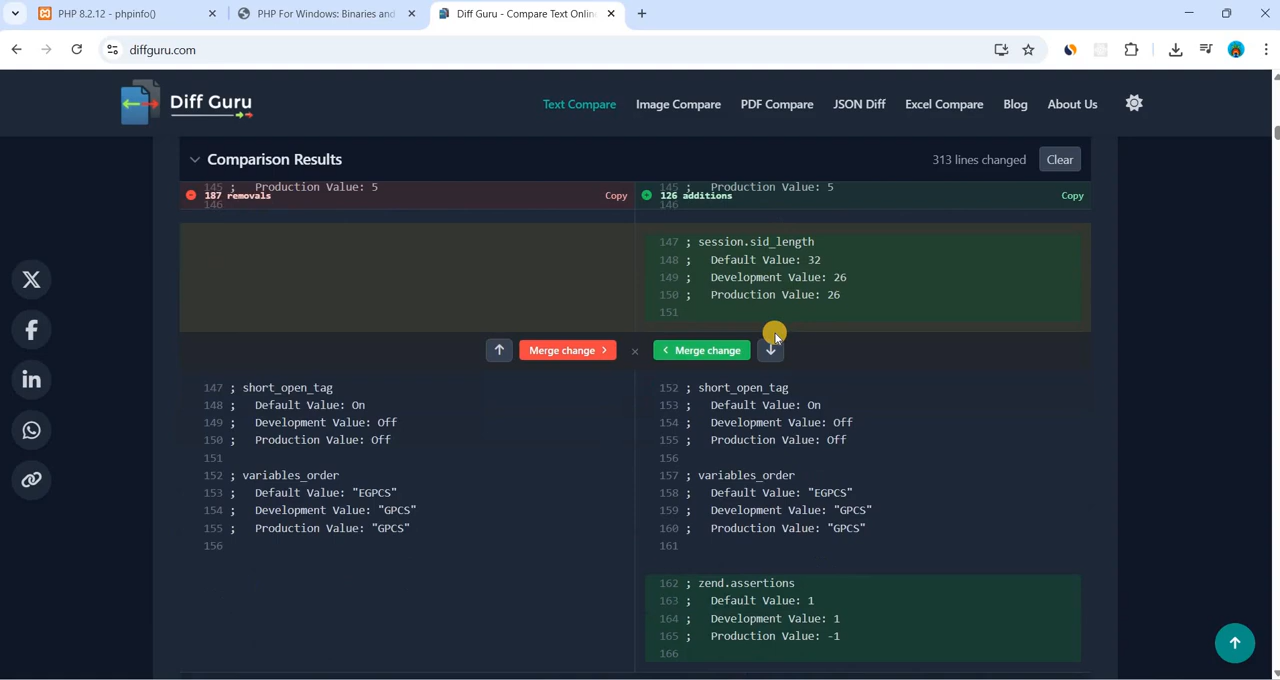 PHP 8.2.12 - phpinfo()
PHP For Windows: Binaries and
Diff Guru - Compare Text Online
diffguru.com
Diff Guru
Text Compare
Image Compare
PDF Compare
JSON Diff
Excel Compare
Blog
About Us
Comparison Results
313 lines changed
Clear
145 ;   Production Value: 5
145 ;   Production Value: 5
187 removals
Copy
126 additions
Copy
146
146
147 ; session.sid_length
148 ;   Default Value: 32
149 ;   Development Value: 26
150 ;   Production Value: 26
151
Merge change >
×
< Merge change
147 ; short_open_tag
148 ;   Default Value: On
149 ;   Development Value: Off
150 ;   Production Value: Off
151
152 ; variables_order
153 ;   Default Value: "EGPCS"
154 ;   Development Value: "GPCS"
155 ;   Production Value: "GPCS"
156
152 ; short_open_tag
153 ;   Default Value: On
154 ;   Development Value: Off
155 ;   Production Value: Off
156
157 ; variables_order
158 ;   Default Value: "EGPCS"
159 ;   Development Value: "GPCS"
160 ;   Production Value: "GPCS"
161
162 ; zend.assertions
163 ;   Default Value: 1
164 ;   Development Value: 1
165 ;   Production Value: -1
166